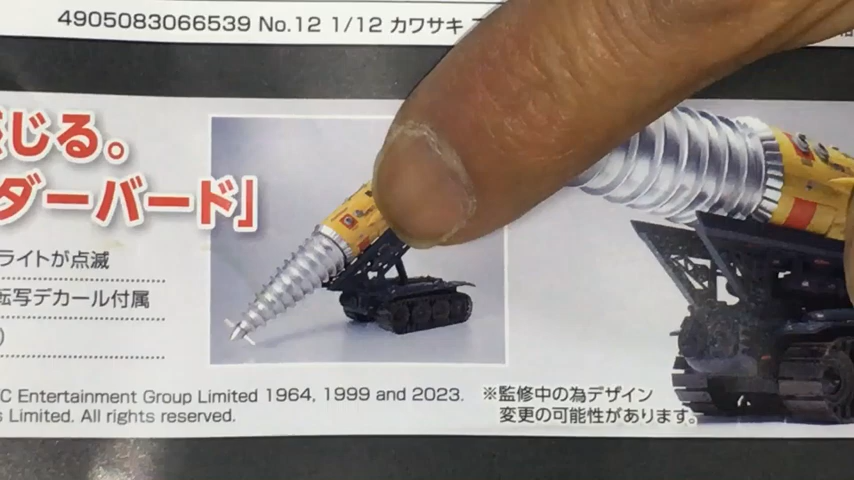 4905083066539 No.12 1/12 カワサキ
じる。
ダーバード」
ライトが点滅
転写デカール付属
)
C Entertainment Group Limited 1964, 1999 and 2023.
s Limited. All rights reserved.
※監修中の為デザイン
変更の可能性があります。